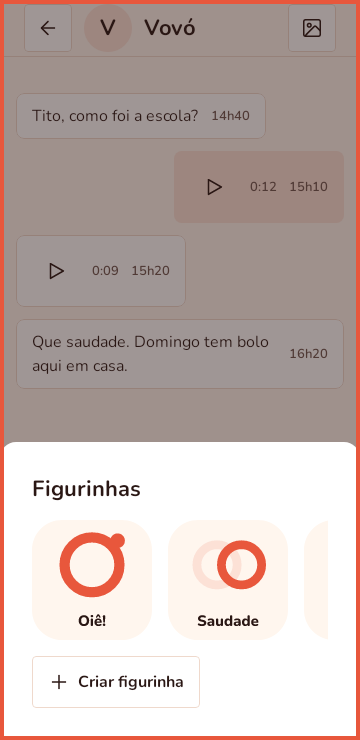 V Vovó
Tito, como foi a escola? 14h40
0:12 15h10
0:09 15h20
Que saudade. Domingo tem bolo
aqui em casa. 16h20
Figurinhas
Oiê! Saudade
Criar figurinha